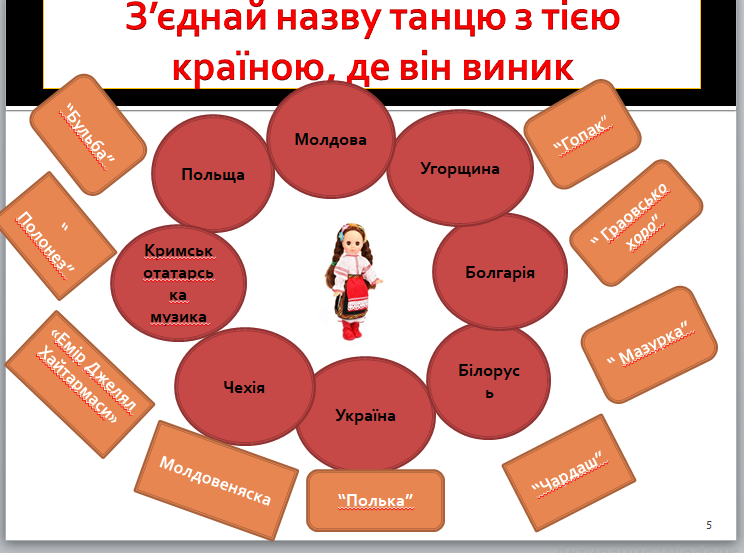 З’єднай назву танцю з тією
країною, де він виник
“Бульба”
Молдова
“Гопак”
Польща
Угорщина
“
Полонез”
“ Граовсько
хоро”
Кримськ
отатарсь
ка
музика
Болгарія
«Емір Джелял
Хайтармаси»
“ Мазурка”
Чехія
Білорус
ь
Україна
Молдовеняска
“Полька”
“Чардаш”
5